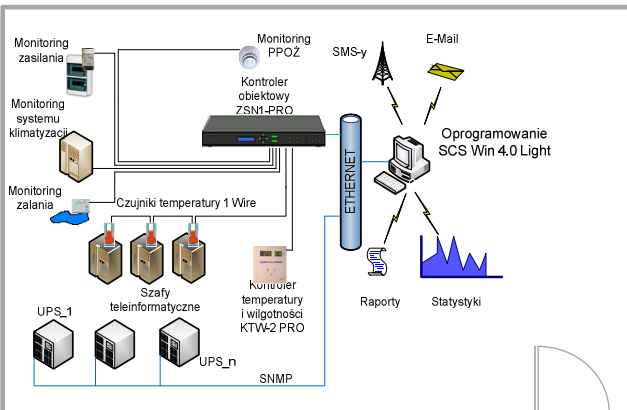 Monitoring
zasilania
Monitoring
PPOŻ
SMS-y
E-Mail
Kontroler
obiektowy
ZSN1-PRO
Monitoring
systemu
klimatyzacji
Oprogramowanie
SCS Win 4.0 Light
ETHERNET
Monitoring
zalania
Czujniki temperatury 1 Wire
Szafy
teleinformatyczne
Kontroler
temperatury
i wilgotności
KTW-2 PRO
Raporty
Statystyki
UPS_1
UPS_n
SNMP